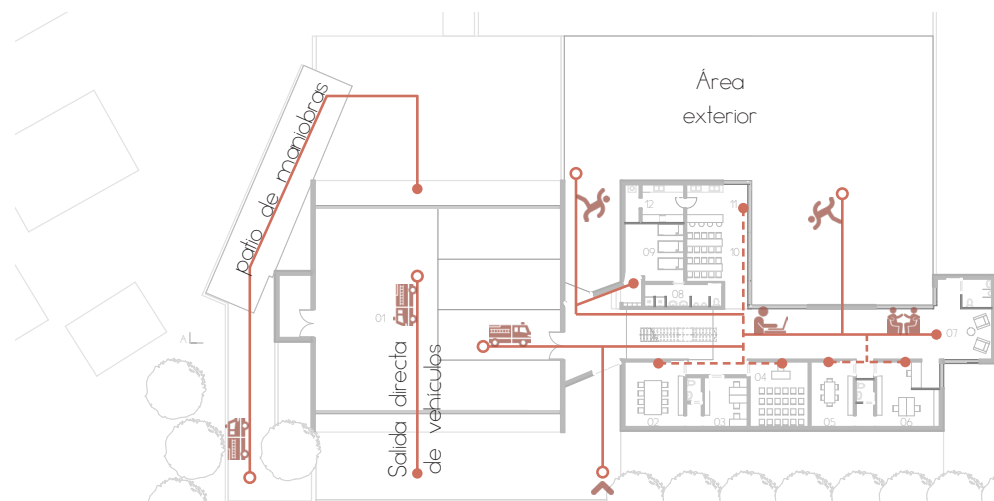 Área
exterior
patio de maniobras
Salida directa
de vehículos
01
02
03
04
05
06
07
08
09
10
11
12
A